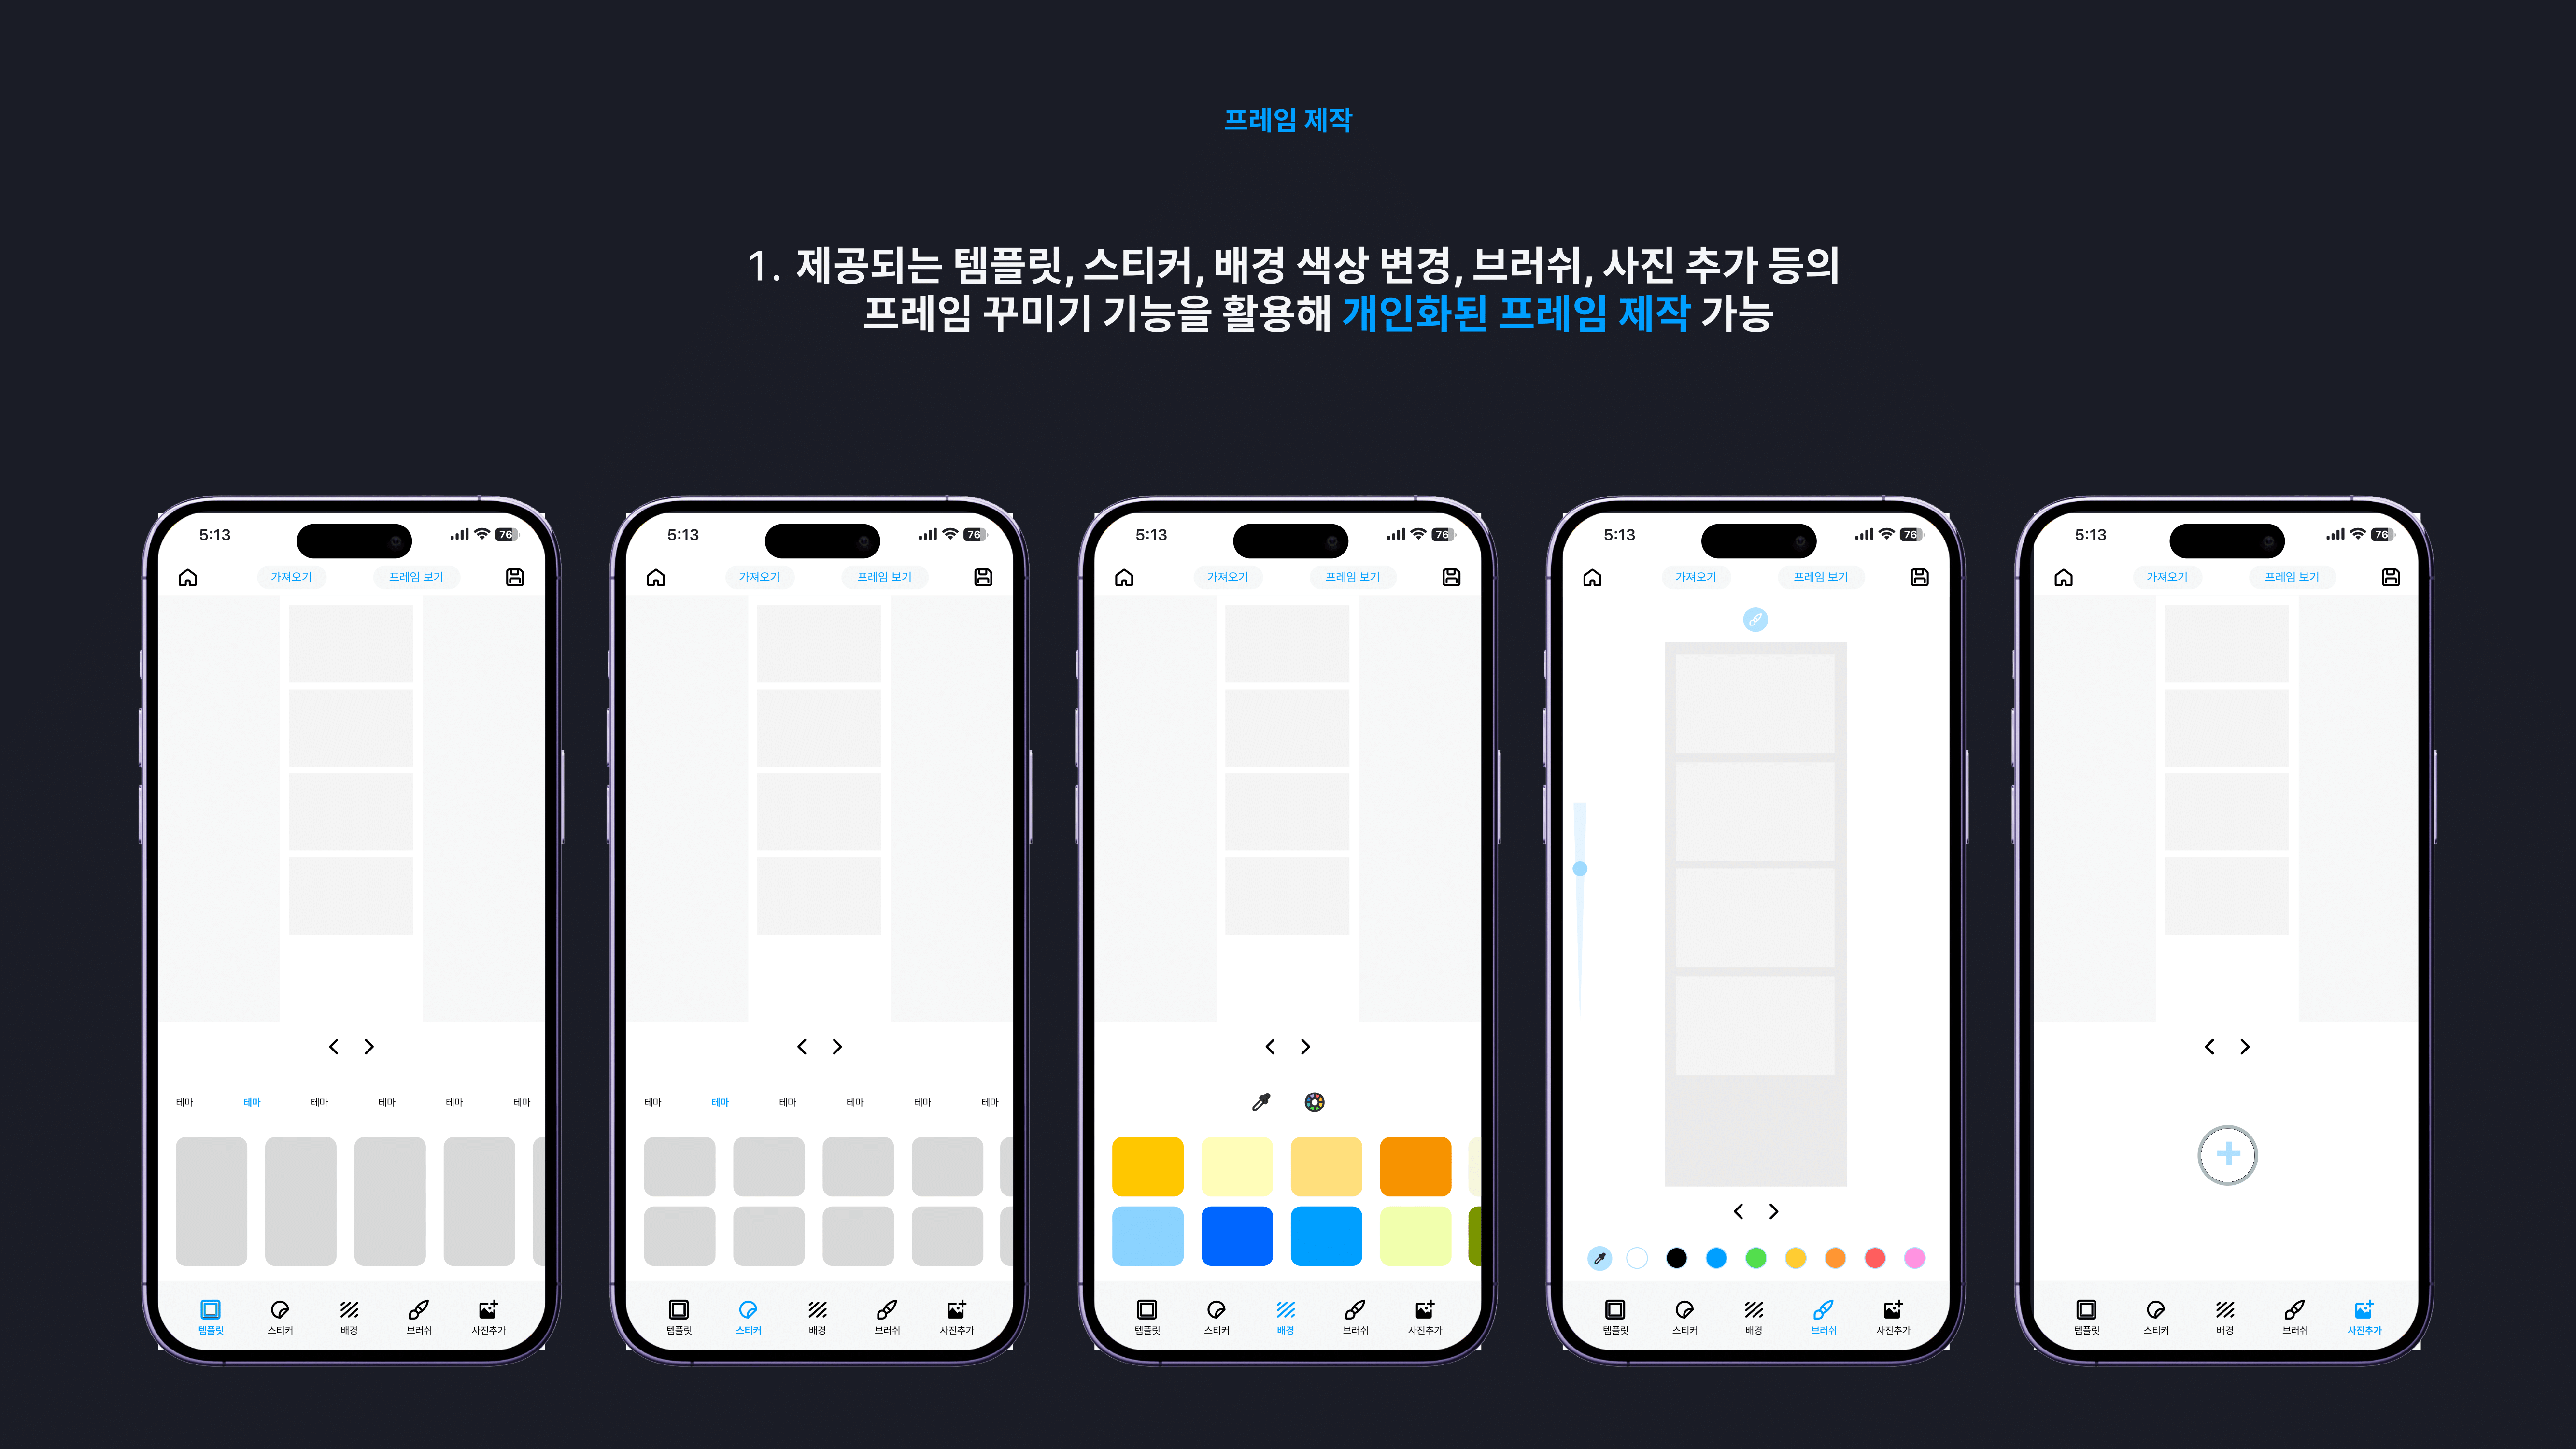 프레임 제작
1. 제공되는 템플릿, 스티커, 배경 색상 변경, 브러쉬, 사진 추가 등의
프레임 꾸미기 기능을 활용해 개인화된 프레임 제작 가능
5:13 76
가져오기 프레임 보기
테마 테마 테마 테마 테마 테마
템플릿 스티커 배경 브러쉬 사진추가
5:13 76
가져오기 프레임 보기
테마 테마 테마 테마 테마 테마
템플릿 스티커 배경 브러쉬 사진추가
5:13 76
가져오기 프레임 보기
템플릿 스티커 배경 브러쉬 사진추가
5:13 76
가져오기 프레임 보기
템플릿 스티커 배경 브러쉬 사진추가
5:13 76
가져오기 프레임 보기
템플릿 스티커 배경 브러쉬 사진추가